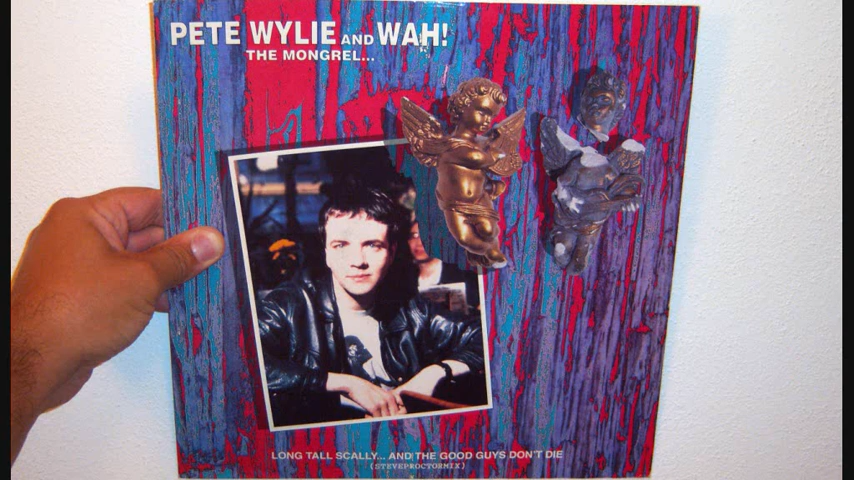 PETE WYLIE AND WAH!
THE MONGREL...
LONG TALL SCALLY... AND THE GOOD GUYS DON'T DIE
(STEVEPROCTORMIX)